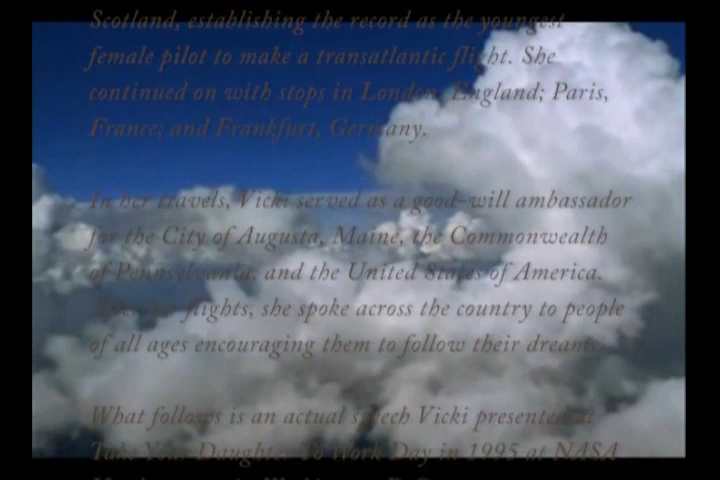 Scotland, establishing the record as the youngest
female pilot to make a transatlantic flight. She
continued on with stops in London, England; Paris,
France; and Frankfurt, Germany.
In her travels, Vicki served as a good-will ambassador
for the City of Augusta, Maine, the Commonwealth
of Pennsylvania, and the United States of America.
After her flights, she spoke across the country to people
of all ages encouraging them to follow their dreams.
What follows is an actual speech Vicki presented at
Take Your Daughter To Work Day in 1995 at NASA